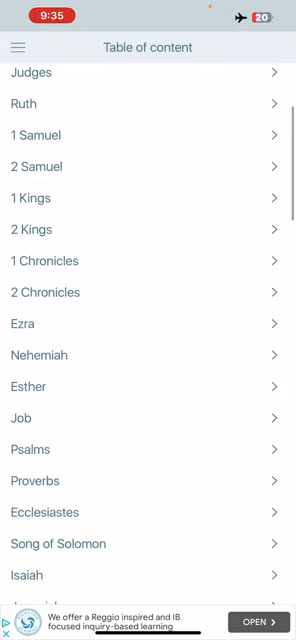 9:35
20
Table of content
Judges
Ruth
1 Samuel
2 Samuel
1 Kings
2 Kings
1 Chronicles
2 Chronicles
Ezra
Nehemiah
Esther
Job
Psalms
Proverbs
Ecclesiastes
Song of Solomon
Isaiah
We offer a Reggio inspired and IB
focused inquiry-based learning
OPEN